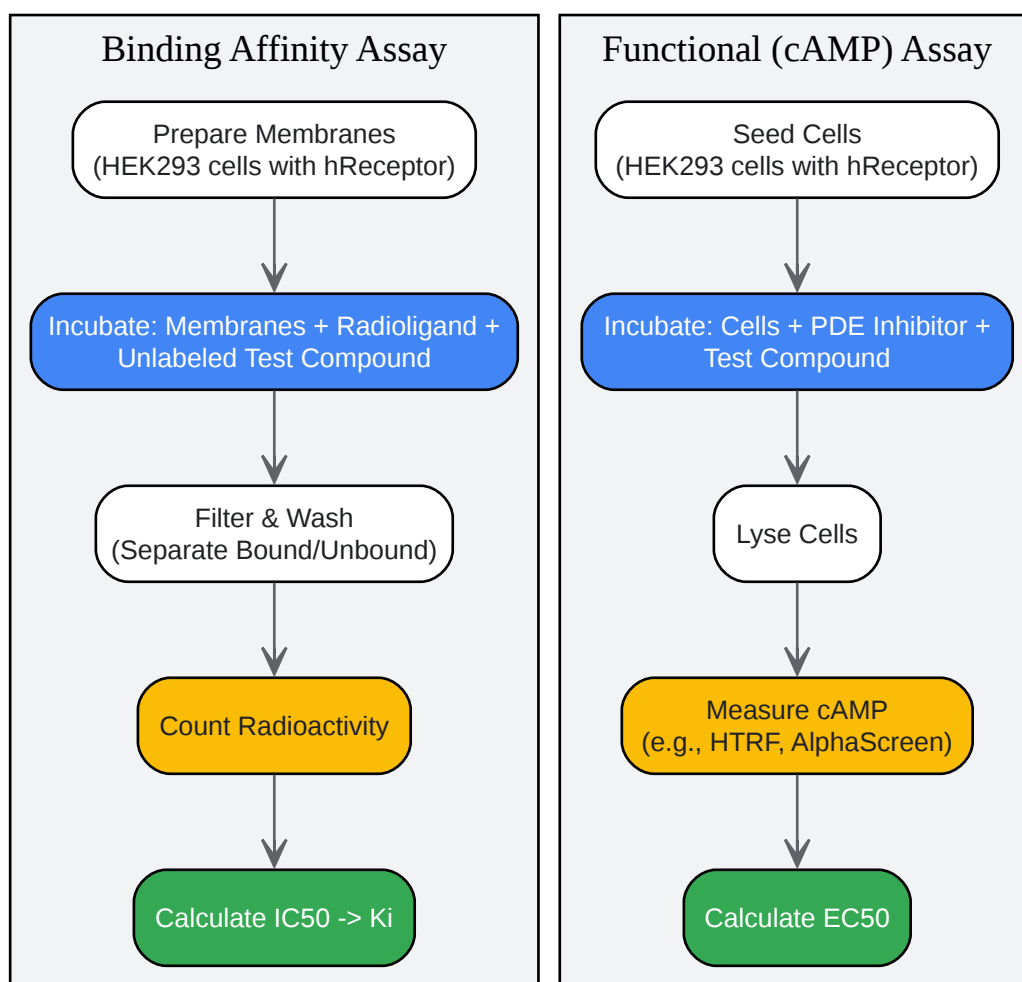 Binding Affinity Assay
Prepare Membranes
(HEK293 cells with hReceptor)
Incubate: Membranes + Radioligand +
Unlabeled Test Compound
Filter & Wash
(Separate Bound/Unbound)
Count Radioactivity
Calculate IC50 -> Ki
Functional (cAMP) Assay
Seed Cells
(HEK293 cells with hReceptor)
Incubate: Cells + PDE Inhibitor +
Test Compound
Lyse Cells
Measure cAMP
(e.g., HTRF, AlphaScreen)
Calculate EC50